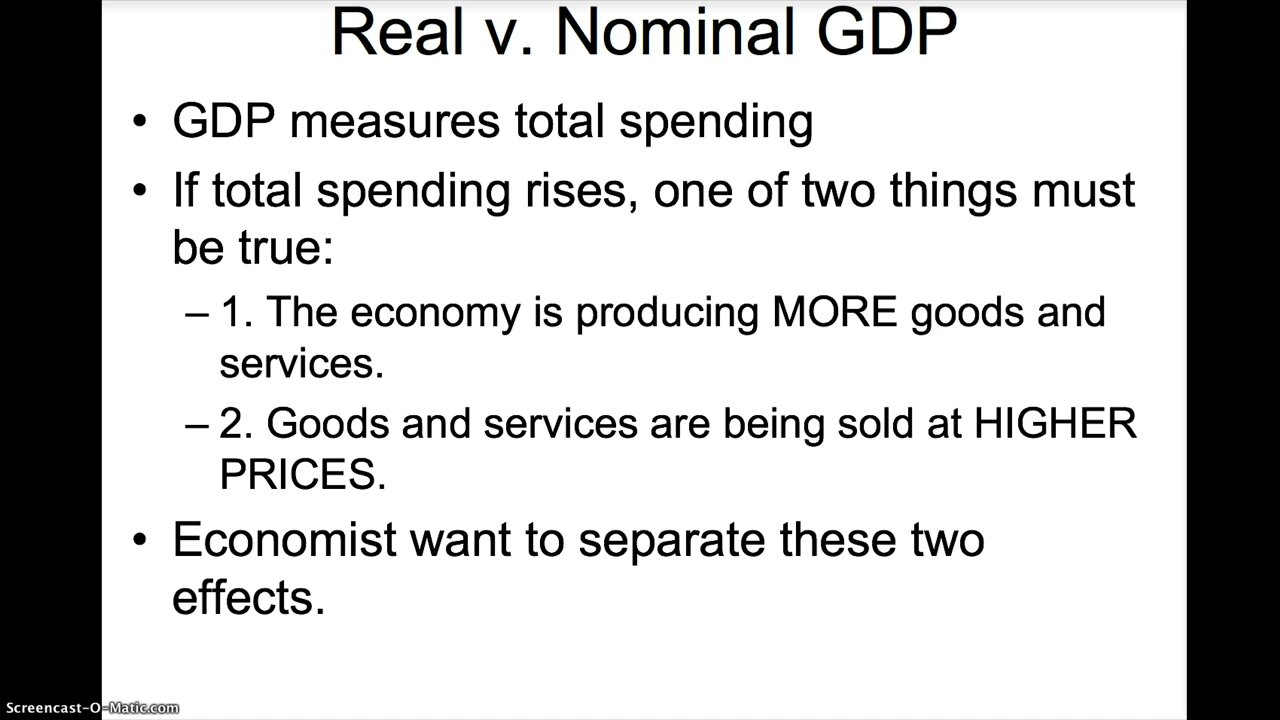 Real v. Nominal GDP
• GDP measures total spending
• If total spending rises, one of two things must
be true:
– 1. The economy is producing MORE goods and
services.
– 2. Goods and services are being sold at HIGHER
PRICES.
• Economist want to separate these two
effects.
Screencast-O-Matic.com